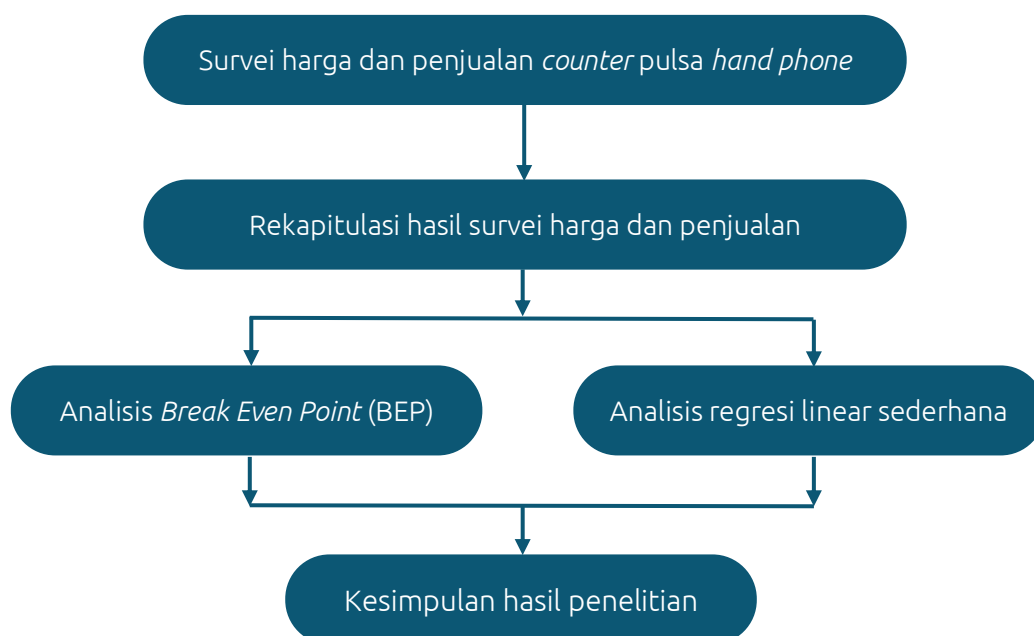 Survei harga dan penjualan counter pulsa hand phone
Rekapitulasi hasil survei harga dan penjualan
Analisis Break Even Point (BEP)
Analisis regresi linear sederhana
Kesimpulan hasil penelitian